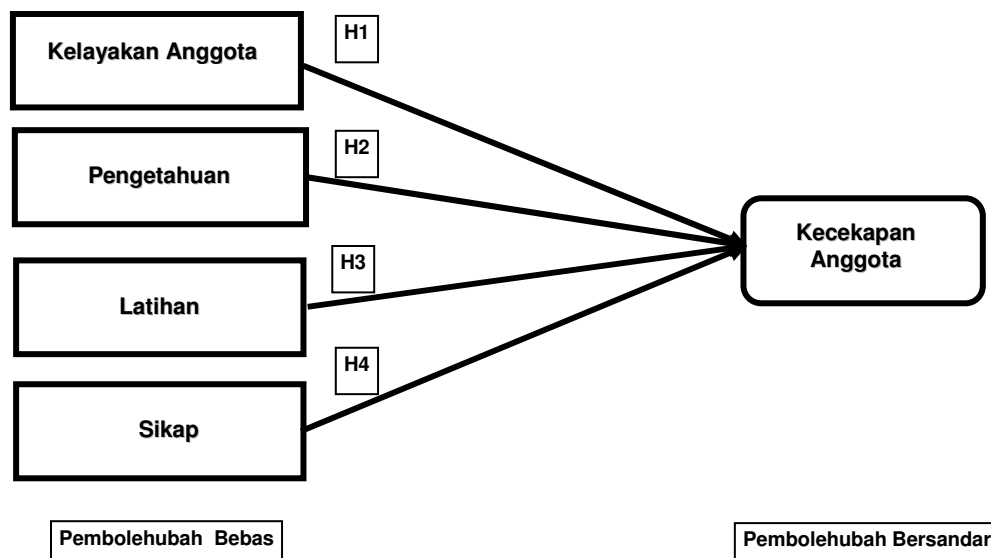 Kelayakan Anggota
H1
Pengetahuan
H2
Latihan
H3
Sikap
H4
Kecekapan
Anggota
Pembolehubah Bebas
Pembolehubah Bersandar